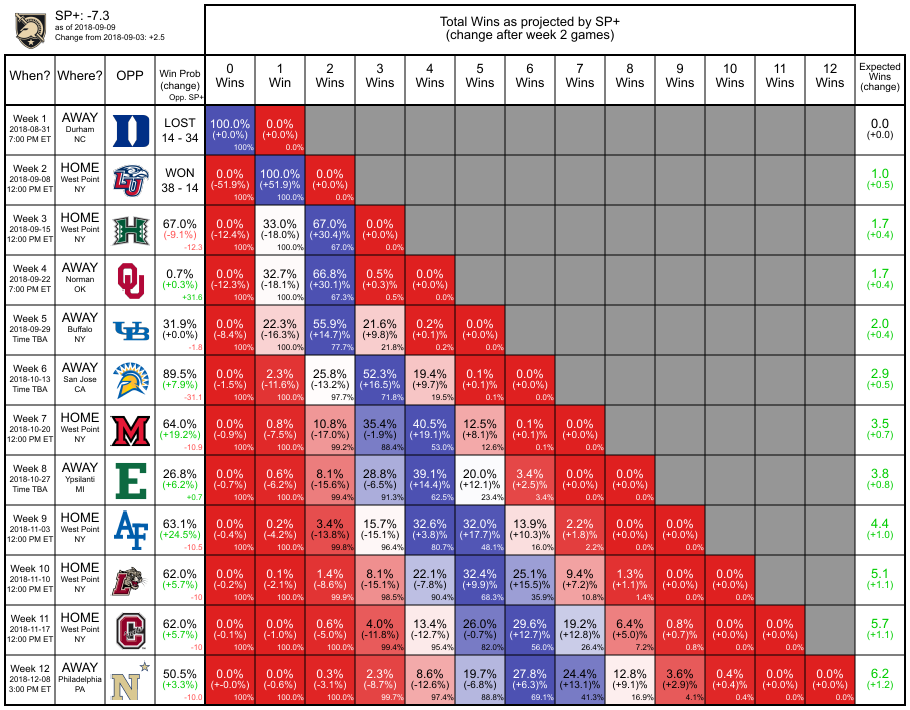 SP+: -7.3
as of 2018-09-09
Change from 2018-09-03: +2.5
Total Wins as projected by SP+
(change after week 2 games)
When? Where? OPP Win Prob (change) Opp. SP+ 0 Wins 1 Win 2 Wins 3 Wins 4 Wins 5 Wins 6 Wins 7 Wins 8 Wins 9 Wins 10 Wins 11 Wins 12 Wins Expected Wins (change)
Week 1 AWAY LOST 100.0% 0.0% 0.0
2018-08-31 Durham D 14 - 34 (+0.0%) (+0.0%) (+0.0)
7:00 PM ET NC 100% 0.0%
Week 2 HOME WON 0.0% 100.0% 0.0% 1.0
2018-09-08 West Point LU 38 - 14 (-51.9%) (+51.9)% (+0.0%) (+0.5)
12:00 PM ET NY 100% 100.0% 0.0%
Week 3 HOME 67.0% 0.0% 33.0% 67.0% 0.0% 1.7
2018-09-15 West Point H (-9.1%) (-12.4%) (-18.0%) (+30.4%) (+0.0%) (+0.4)
12:00 PM ET NY -12.3 100% 100.0% 67.0% 0.0%
Week 4 AWAY 0.7% 0.0% 32.7% 66.8% 0.5% 0.0% 1.7
2018-09-22 Norman OU (+0.3%) (-12.3%) (-18.1%) (+30.1%) (+0.3)% (+0.0%) (+0.4)
7:00 PM ET OK +31.6 100% 100.0% 67.3% 0.5% 0.0%
Week 5 AWAY 31.9% 0.0% 22.3% 55.9% 21.6% 0.2% 0.0% 2.0
2018-09-29 Buffalo UB (+0.0%) (-8.4%) (-16.3%) (+14.7)% (+9.8%) (+0.1%) (+0.0%) (+0.4)
Time TBA NY -1.8 100% 100.0% 77.7% 21.8% 0.2% 0.0%
Week 6 AWAY 89.5% 0.0% 2.3% 25.8% 52.3% 19.4% 0.1% 0.0% 2.9
2018-10-13 San Jose (+7.9%) (-1.5%) (-11.6%) (-13.2%) (+16.5)% (+9.7%) (+0.1)% (+0.0%) (+0.5)
Time TBA CA -31.1 100% 100.0% 97.7% 71.8% 19.5% 0.1% 0.0%
Week 7 HOME 64.0% 0.0% 0.8% 10.8% 35.4% 40.5% 12.5% 0.1% 0.0% 3.5
2018-10-20 West Point M (+19.2%) (-0.9%) (-7.5%) (-17.0%) (-1.9%) (+19.1)% (+8.1%) (+0.1%) (+0.0%) (+0.7)
12:00 PM ET NY -10.9 100% 100.0% 99.2% 88.4% 53.0% 12.6% 0.1% 0.0%
Week 8 AWAY 26.8% 0.0% 0.6% 8.1% 28.8% 39.1% 20.0% 3.4% 0.0% 0.0% 3.8
2018-10-27 Ypsilanti E (+6.2%) (-0.7%) (-6.2%) (-15.6%) (-6.5%) (+14.4)% (+12.1%) (+2.5%) (+0.0%) (+0.0%) (+0.8)
Time TBA MI +0.7 100% 100.0% 99.4% 91.3% 62.5% 23.4% 3.4% 0.0% 0.0%
Week 9 HOME 63.1% 0.0% 0.2% 3.4% 15.7% 32.6% 32.0% 13.9% 2.2% 0.0% 0.0% 4.4
2018-11-03 West Point AF (+24.5%) (-0.4%) (-4.2%) (-13.8%) (-15.1%) (+3.8%) (+17.7%) (+10.3%) (+1.8%) (+0.0%) (+0.0%) (+1.0)
12:00 PM ET NY -10.5 100% 100.0% 99.8% 96.4% 80.7% 48.1% 16.0% 2.2% 0.0% 0.0%
Week 10 HOME 62.0% 0.0% 0.1% 1.4% 8.1% 22.1% 32.4% 25.1% 9.4% 1.3% 0.0% 0.0% 5.1
2018-11-10 West Point L (+5.7%) (-0.2%) (-2.1%) (-8.6%) (-15.1%) (-7.8%) (+9.9%) (+15.5%) (+7.2%) (+1.1%) (+0.0%) (+0.0%) (+1.1)
12:00 PM ET NY -10 100% 100.0% 99.9% 98.5% 90.4% 68.3% 35.9% 10.8% 1.4% 0.0% 0.0%
Week 11 HOME 62.0% 0.0% 0.0% 0.6% 4.0% 13.4% 26.0% 29.6% 19.2% 6.4% 0.8% 0.0% 0.0% 5.7
2018-11-17 West Point C (+5.7%) (-0.1%) (-1.0%) (-5.0%) (-11.8%) (-12.7%) (-0.7%) (+12.7%) (+12.8%) (+5.0%) (+0.7%) (+0.0%) (+0.0%) (+1.1)
12:00 PM ET NY -10 100% 100.0% 100% 99.4% 95.4% 82.0% 56.0% 26.4% 7.2% 0.8% 0.0% 0.0%
Week 12 AWAY 50.5% 0.0% 0.0% 0.3% 2.3% 8.6% 19.7% 27.8% 24.4% 12.8% 3.6% 0.4% 0.0% 0.0% 6.2
2018-12-08 Philadelphia N (+3.3%) (+-0.0%) (-0.6%) (-3.1%) (-8.7%) (-12.6%) (-6.8%) (+6.3%) (+13.1%) (+9.1%) (+2.9%) (+0.4%) (+0.0%) (+0.0%) (+1.2)
3:00 PM ET PA -10.0 100% 100.0% 100% 99.7% 97.4% 88.8% 69.1% 41.3% 16.9% 4.1% 0.4% 0.0% 0.0%